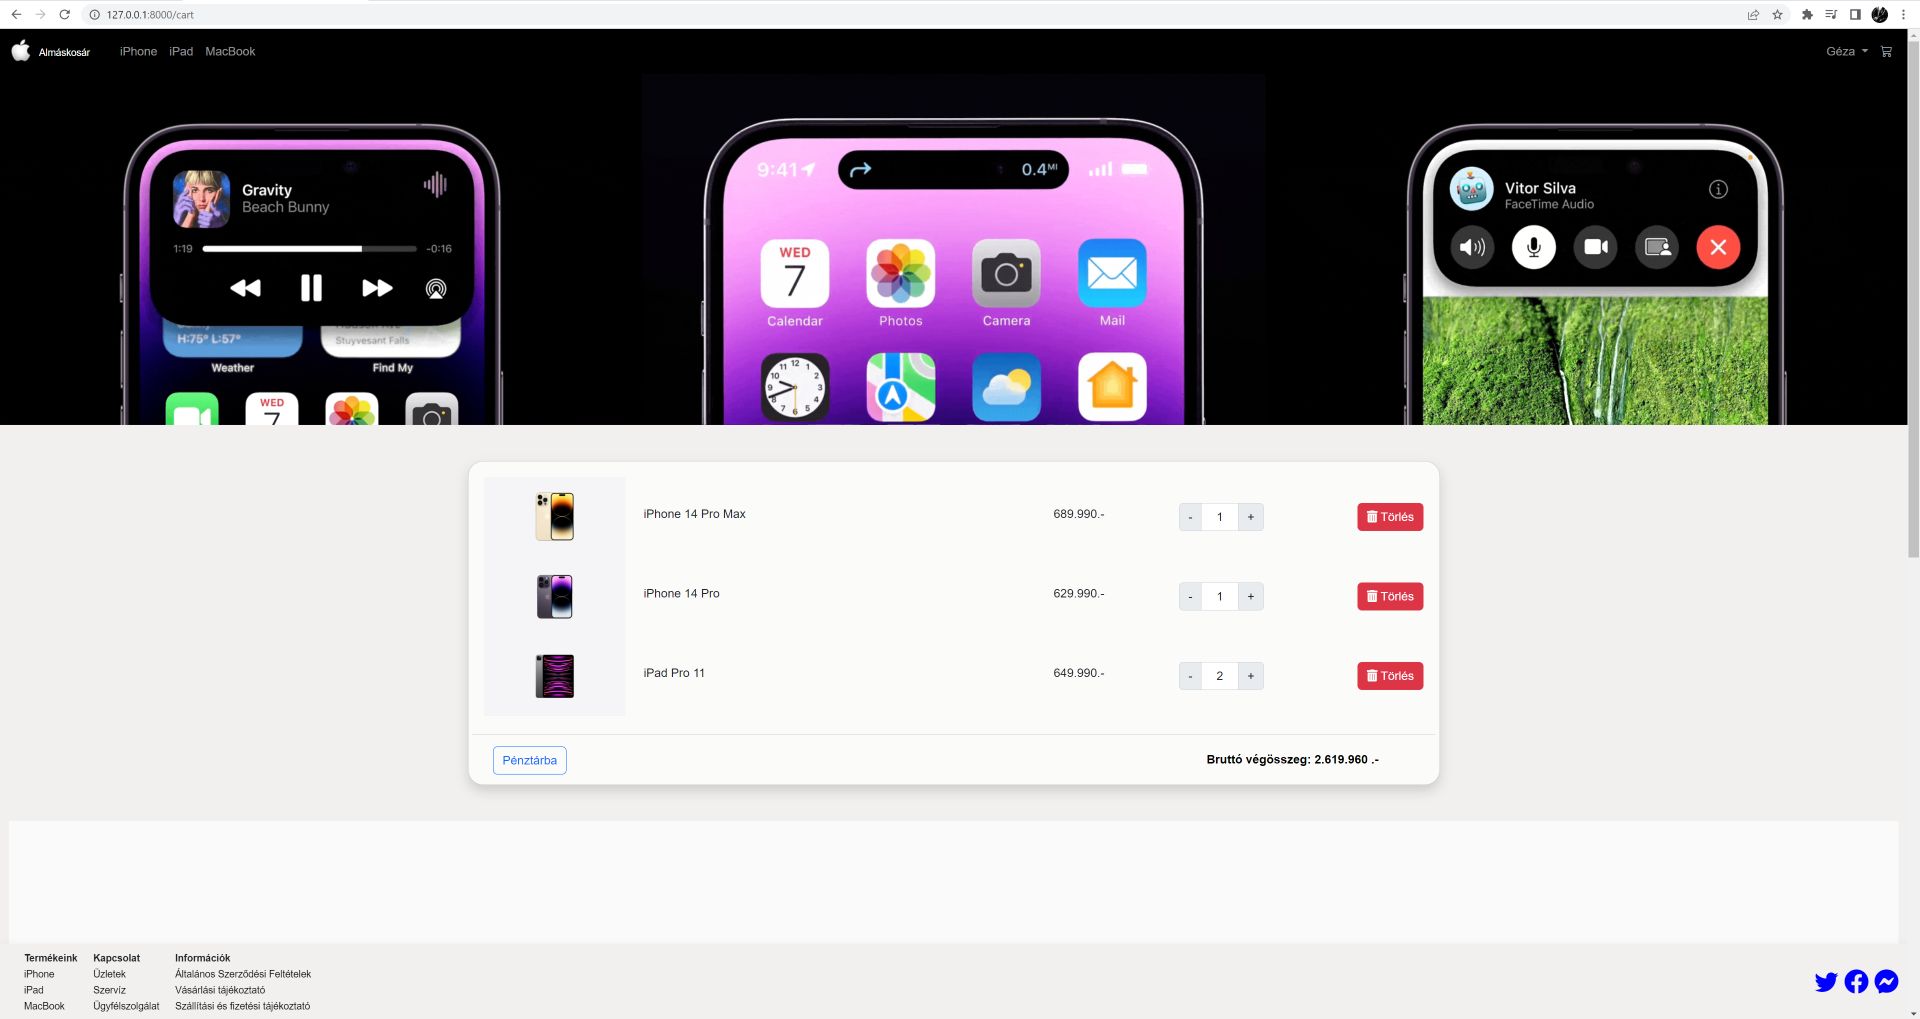 127.0.0.1:8000/cart
Almáskosár iPhone iPad MacBook Géza
Gravity
Beach Bunny
1:19 -0:16
H:75° L:57°
Stuyvesant Falls
Weather Find My
WED
7
9:41 0.4 MI
WED
7
Calendar Photos Camera Mail
Vitor Silva
FaceTime Audio
iPhone 14 Pro Max 689.990.- - 1 + Törlés
iPhone 14 Pro 629.990.- - 1 + Törlés
iPad Pro 11 649.990.- - 2 + Törlés
Pénztárba Bruttó végösszeg: 2.619.960 .-
Termékeink Kapcsolat Információk
iPhone Üzletek Általános Szerződési Feltételek
iPad Szervíz Vásárlási tájékoztató
MacBook Ügyfélszolgálat Szállítási és fizetési tájékoztató